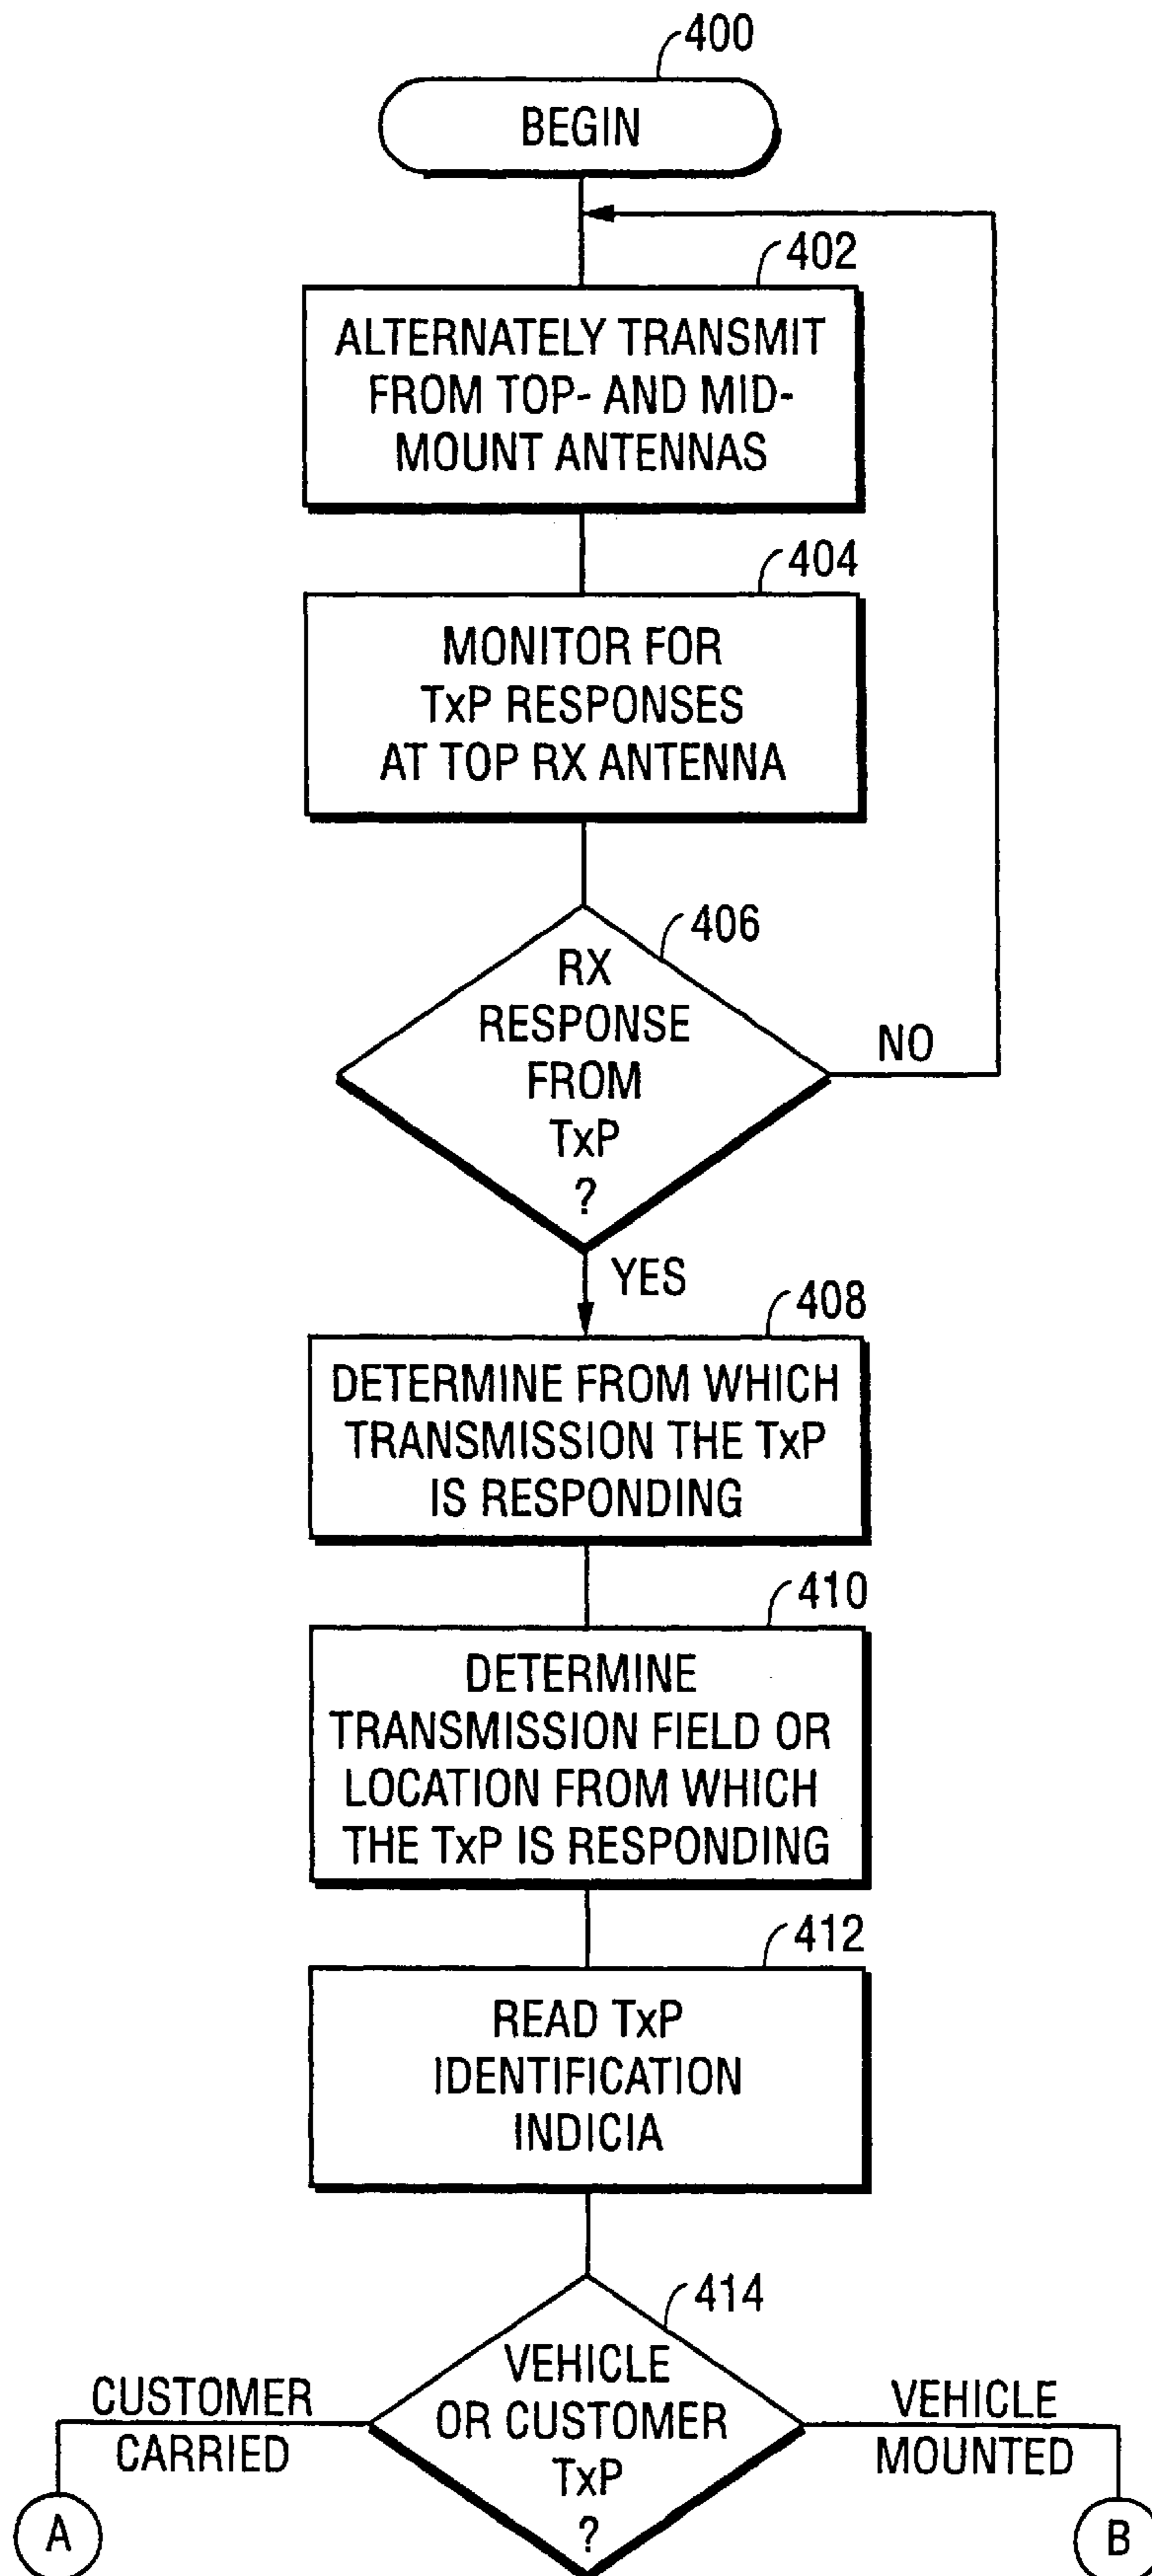 400
BEGIN
402
ALTERNATELY TRANSMIT
FROM TOP- AND MID-
MOUNT ANTENNAS
404
MONITOR FOR
TxP RESPONSES
AT TOP RX ANTENNA
406
RX
RESPONSE
FROM
TxP
?
NO
YES
408
DETERMINE FROM WHICH
TRANSMISSION THE TxP
IS RESPONDING
410
DETERMINE
TRANSMISSION FIELD OR
LOCATION FROM WHICH
THE TxP IS RESPONDING
412
READ TxP
IDENTIFICATION
INDICIA
414
VEHICLE
OR CUSTOMER
TxP
?
CUSTOMER
CARRIED
VEHICLE
MOUNTED
A
B